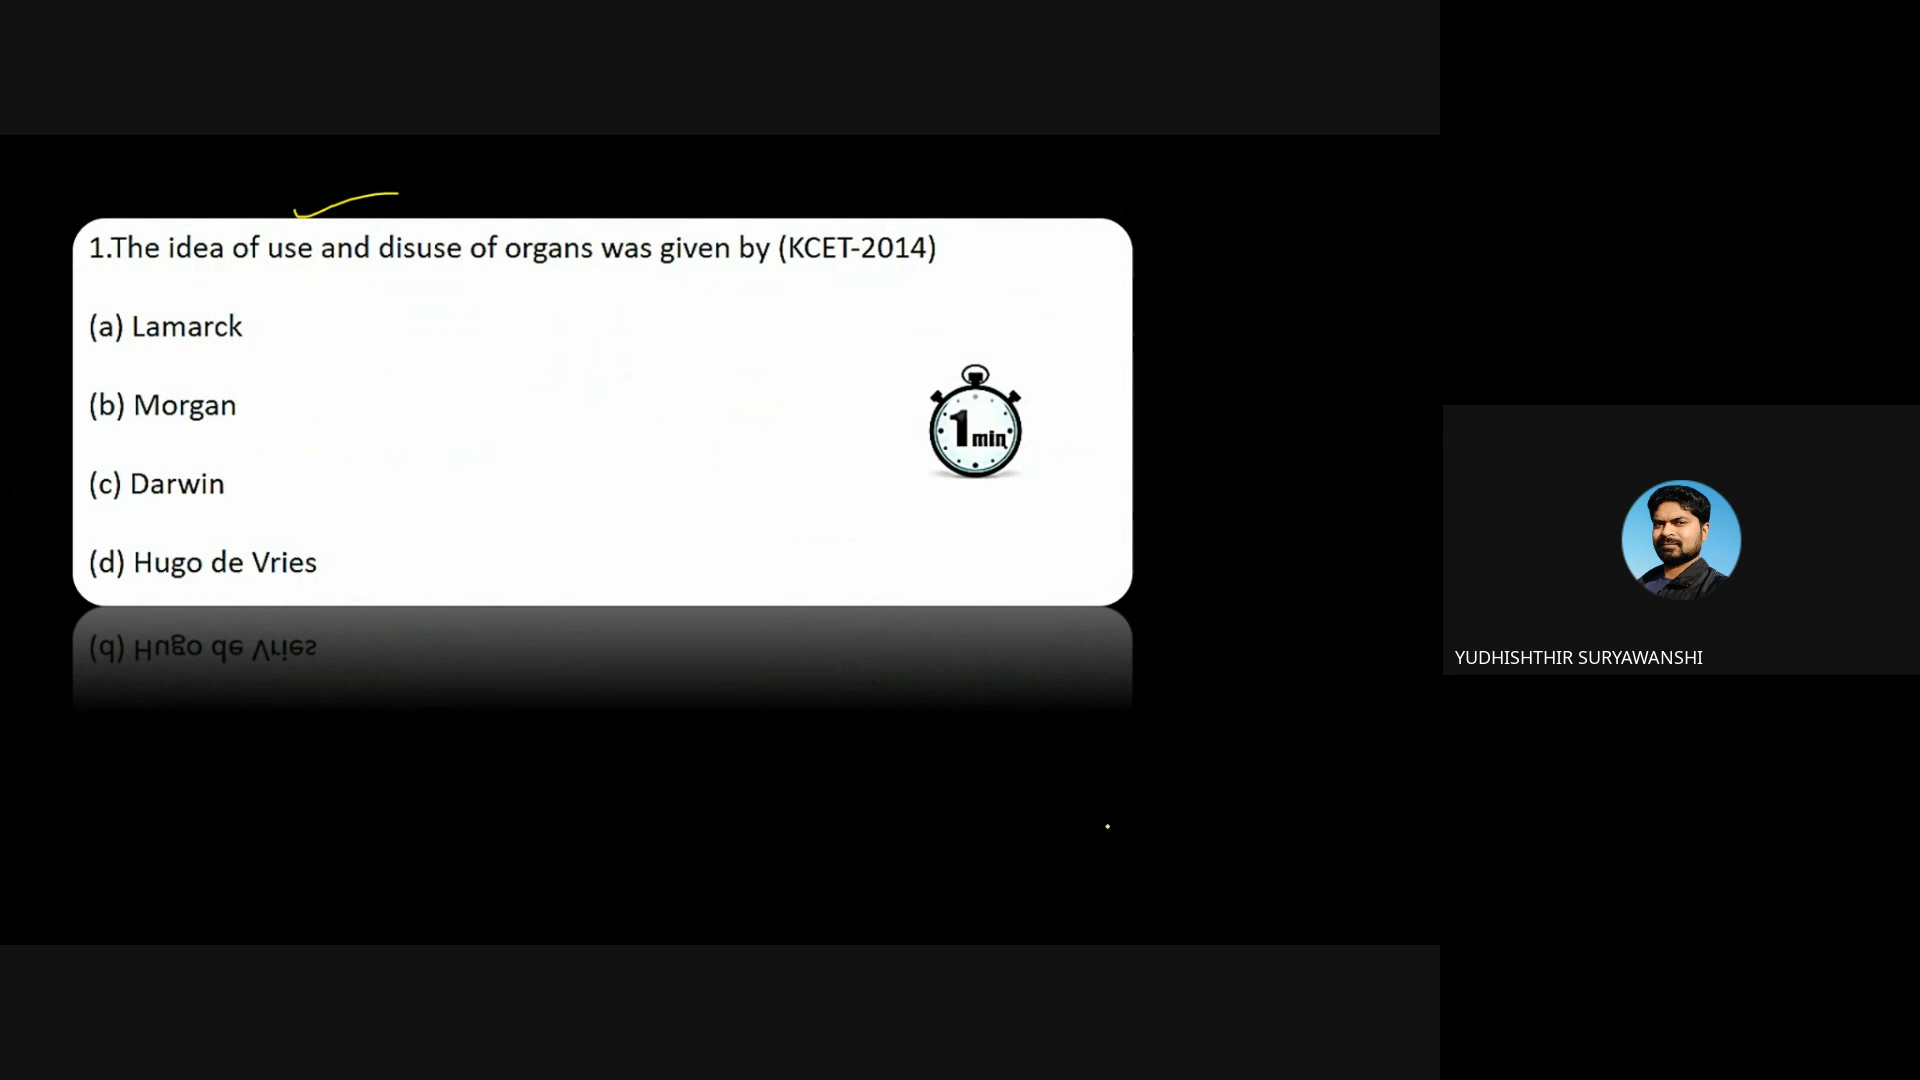 1.The idea of use and disuse of organs was given by (KCET-2014)
(a) Lamarck
(b) Morgan
(c) Darwin
(d) Hugo de Vries
1 min
(d) Hugo de Vries
YUDHISHTHIR SURYAWANSHI